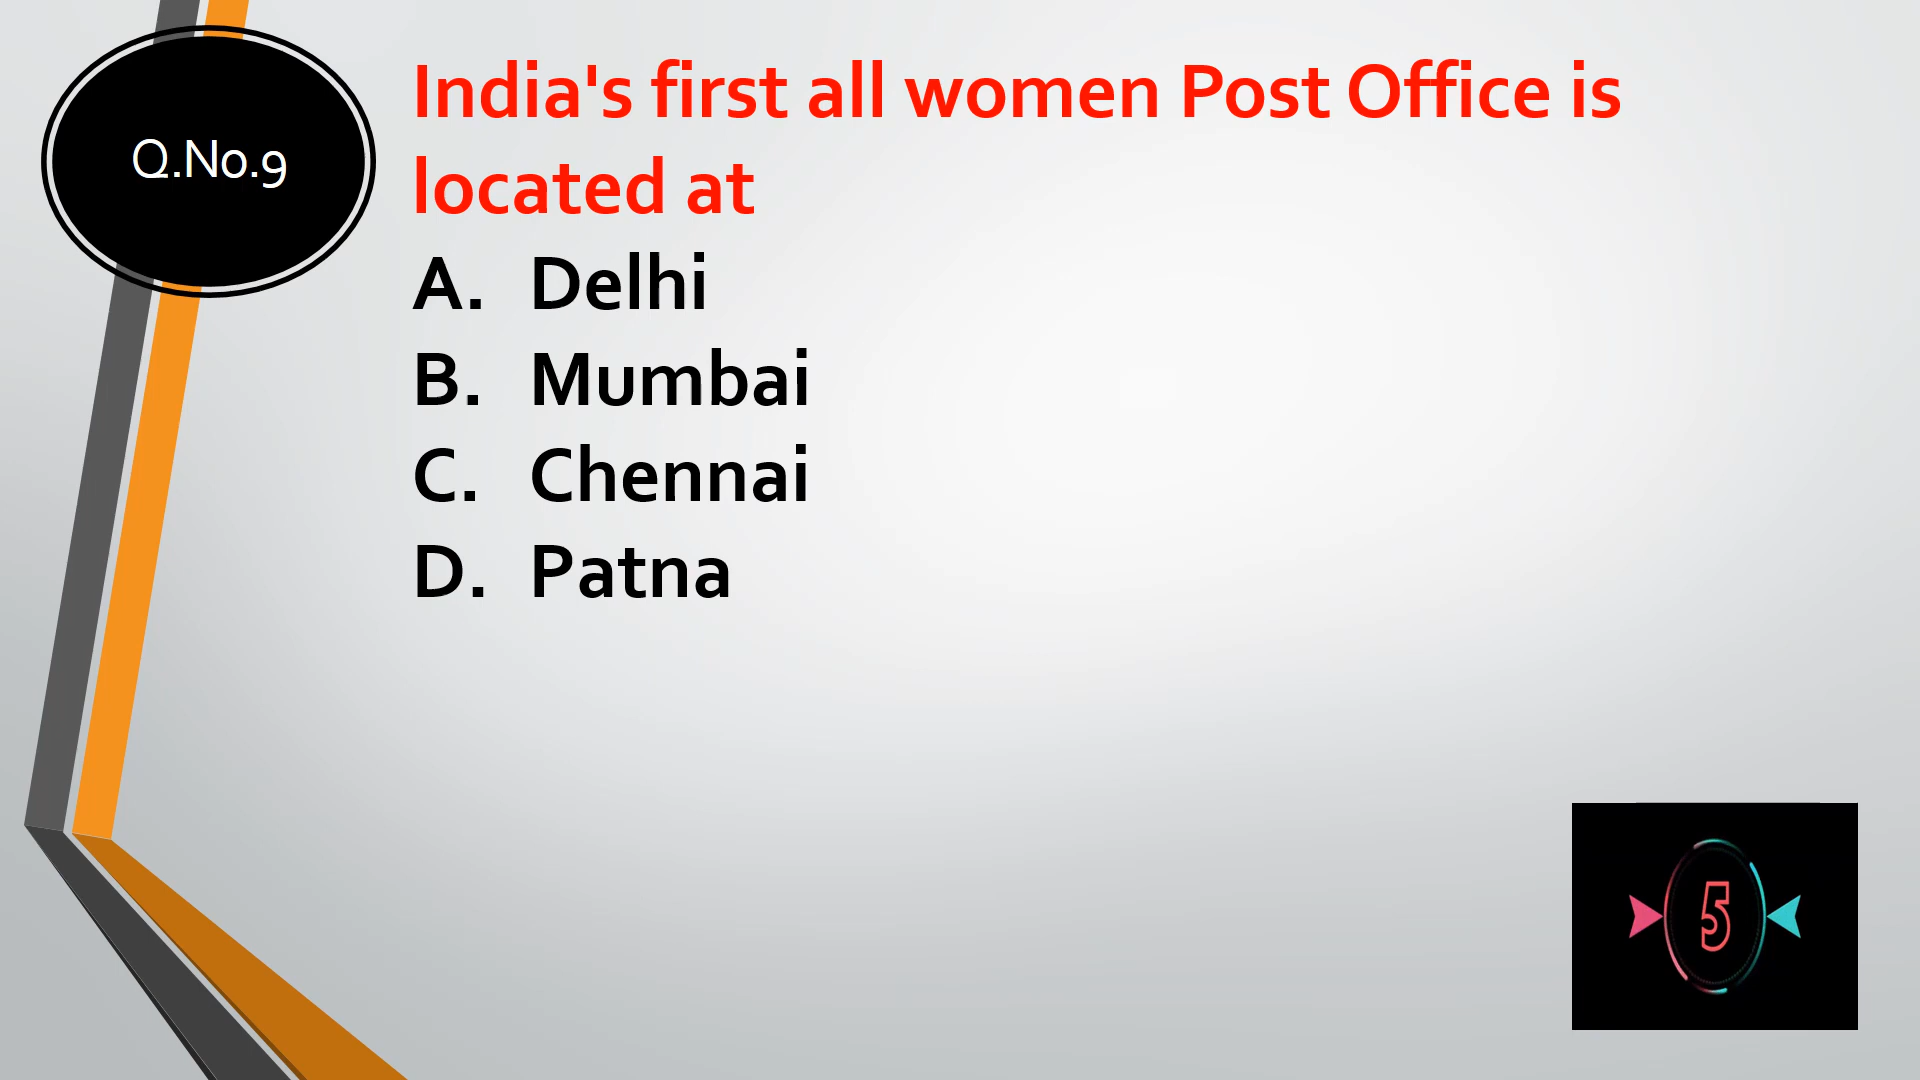 Q.No.9
India's first all women Post Office is
located at
A. Delhi
B. Mumbai
C. Chennai
D. Patna
5